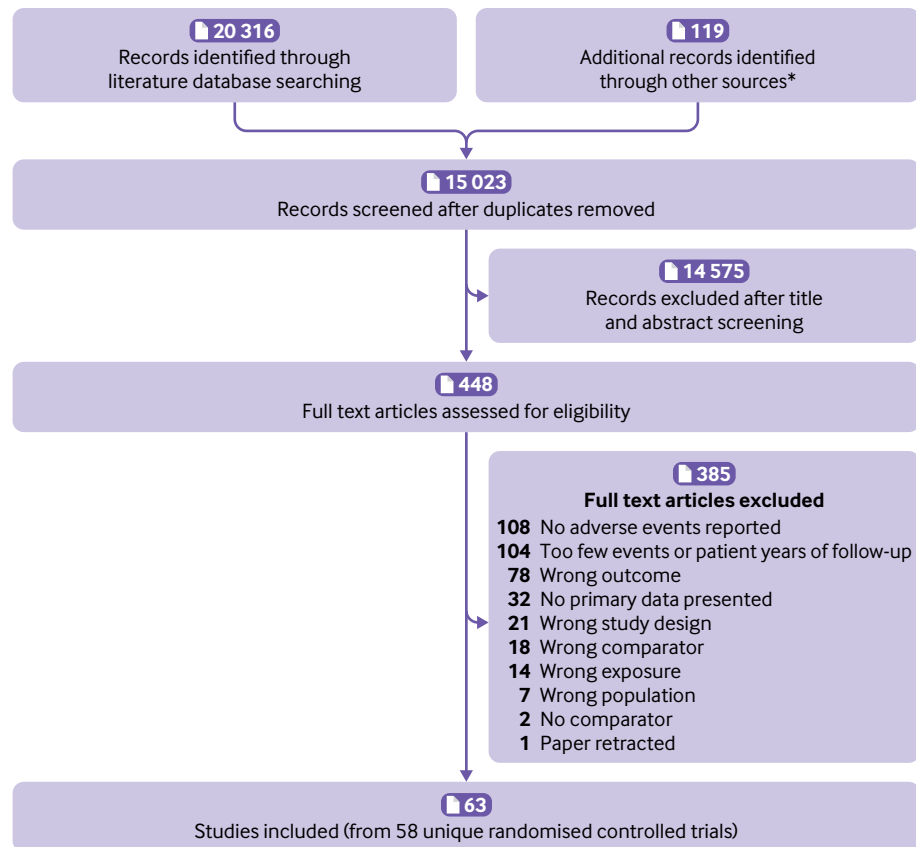 20 316
Records identified through
literature database searching
119
Additional records identified
through other sources*
15 023
Records screened after duplicates removed
14 575
Records excluded after title
and abstract screening
448
Full text articles assessed for eligibility
385
Full text articles excluded
108 No adverse events reported
104 Too few events or patient years of follow-up
78 Wrong outcome
32 No primary data presented
21 Wrong study design
18 Wrong comparator
14 Wrong exposure
7 Wrong population
2 No comparator
1 Paper retracted
63
Studies included (from 58 unique randomised controlled trials)